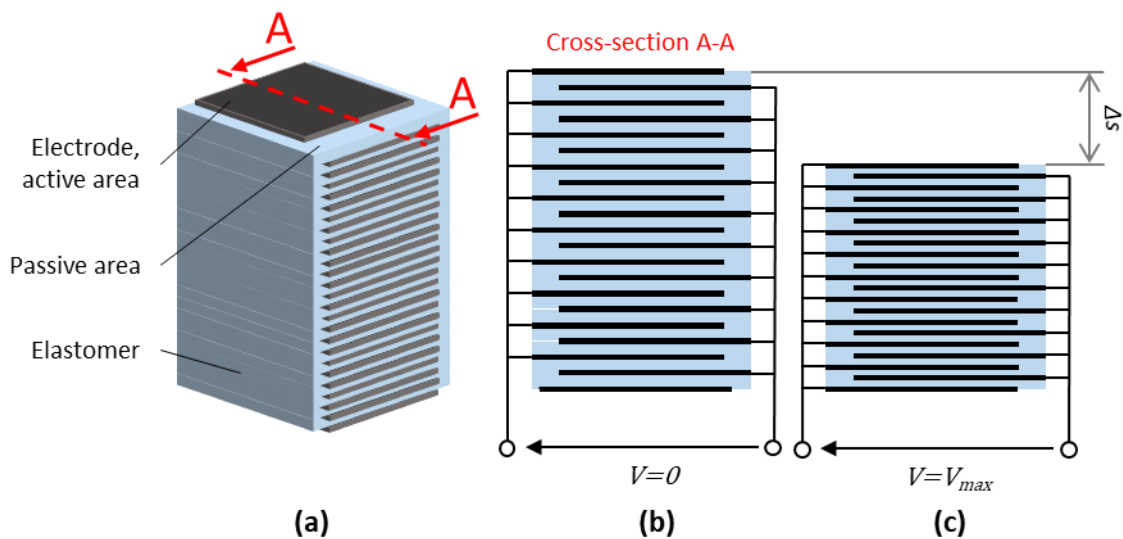 A
A
Electrode,
active area
Passive area
Elastomer
(a)
Cross-section A-A
V=0
(b)
Δs
V=Vmax
(c)